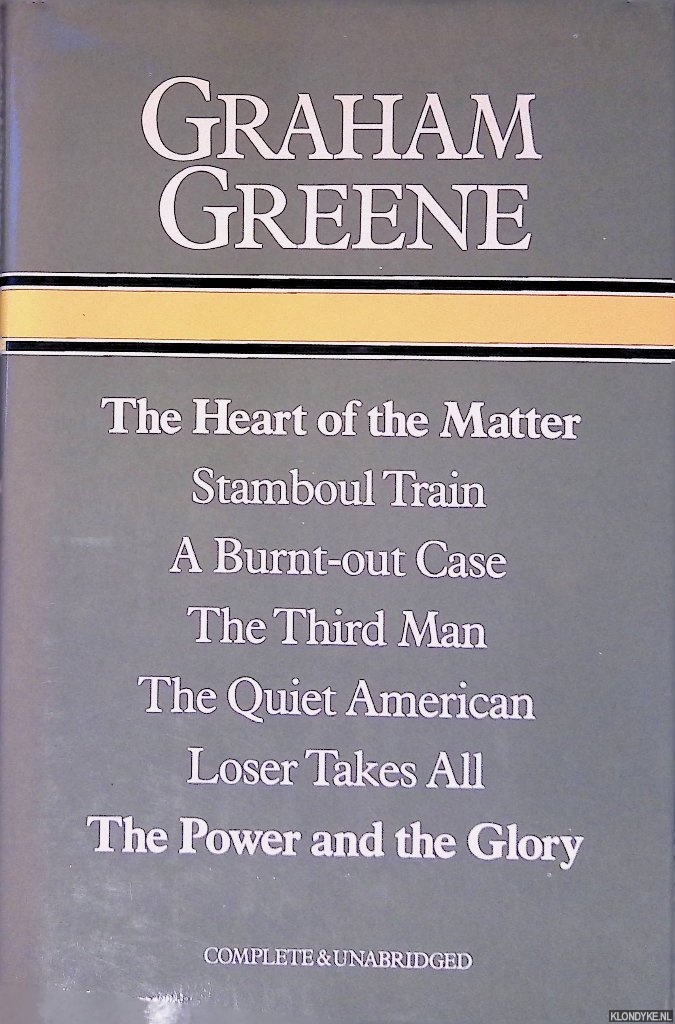 GRAHAM
GREENE
The Heart of the Matter
Stamboul Train
A Burnt-out Case
The Third Man
The Quiet American
Loser Takes All
The Power and the Glory
COMPLETE & UNABRIDGED
KLONDYKE.NL